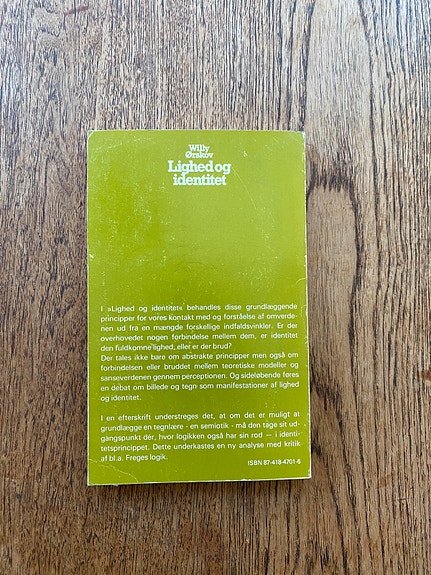 Willy
Ørskov
Lighed og
identitet
I »Lighed og identitet« behandles disse grundlæggende
principper for vores kontakt med og forståelse af omverde-
nen ud fra en mængde forskellige indfaldsvinkler. Er der
overhovedet nogen forbindelse mellem dem, er identitet
den fuldkomne lighed, eller er der brud?
Der tales ikke bare om abstrakte principper men også om
forbindelsen eller bruddet mellem teoretiske modeller og
sanseverdenen gennem perceptionen. Og sideløbende føres
en debat om billede og tegn som manifestationer af lighed
og identitet.
I en efterskrift understreges det, at om det er muligt at
grundlægge en tegnlære - en semiotik - må den tage sit ud-
gangspunkt dér, hvor logikken også har sin rod — i identi-
tetsprincippet. Dette underkastes en ny analyse med kritik
af bl.a. Freges logik.
ISBN 87-418-4701-6